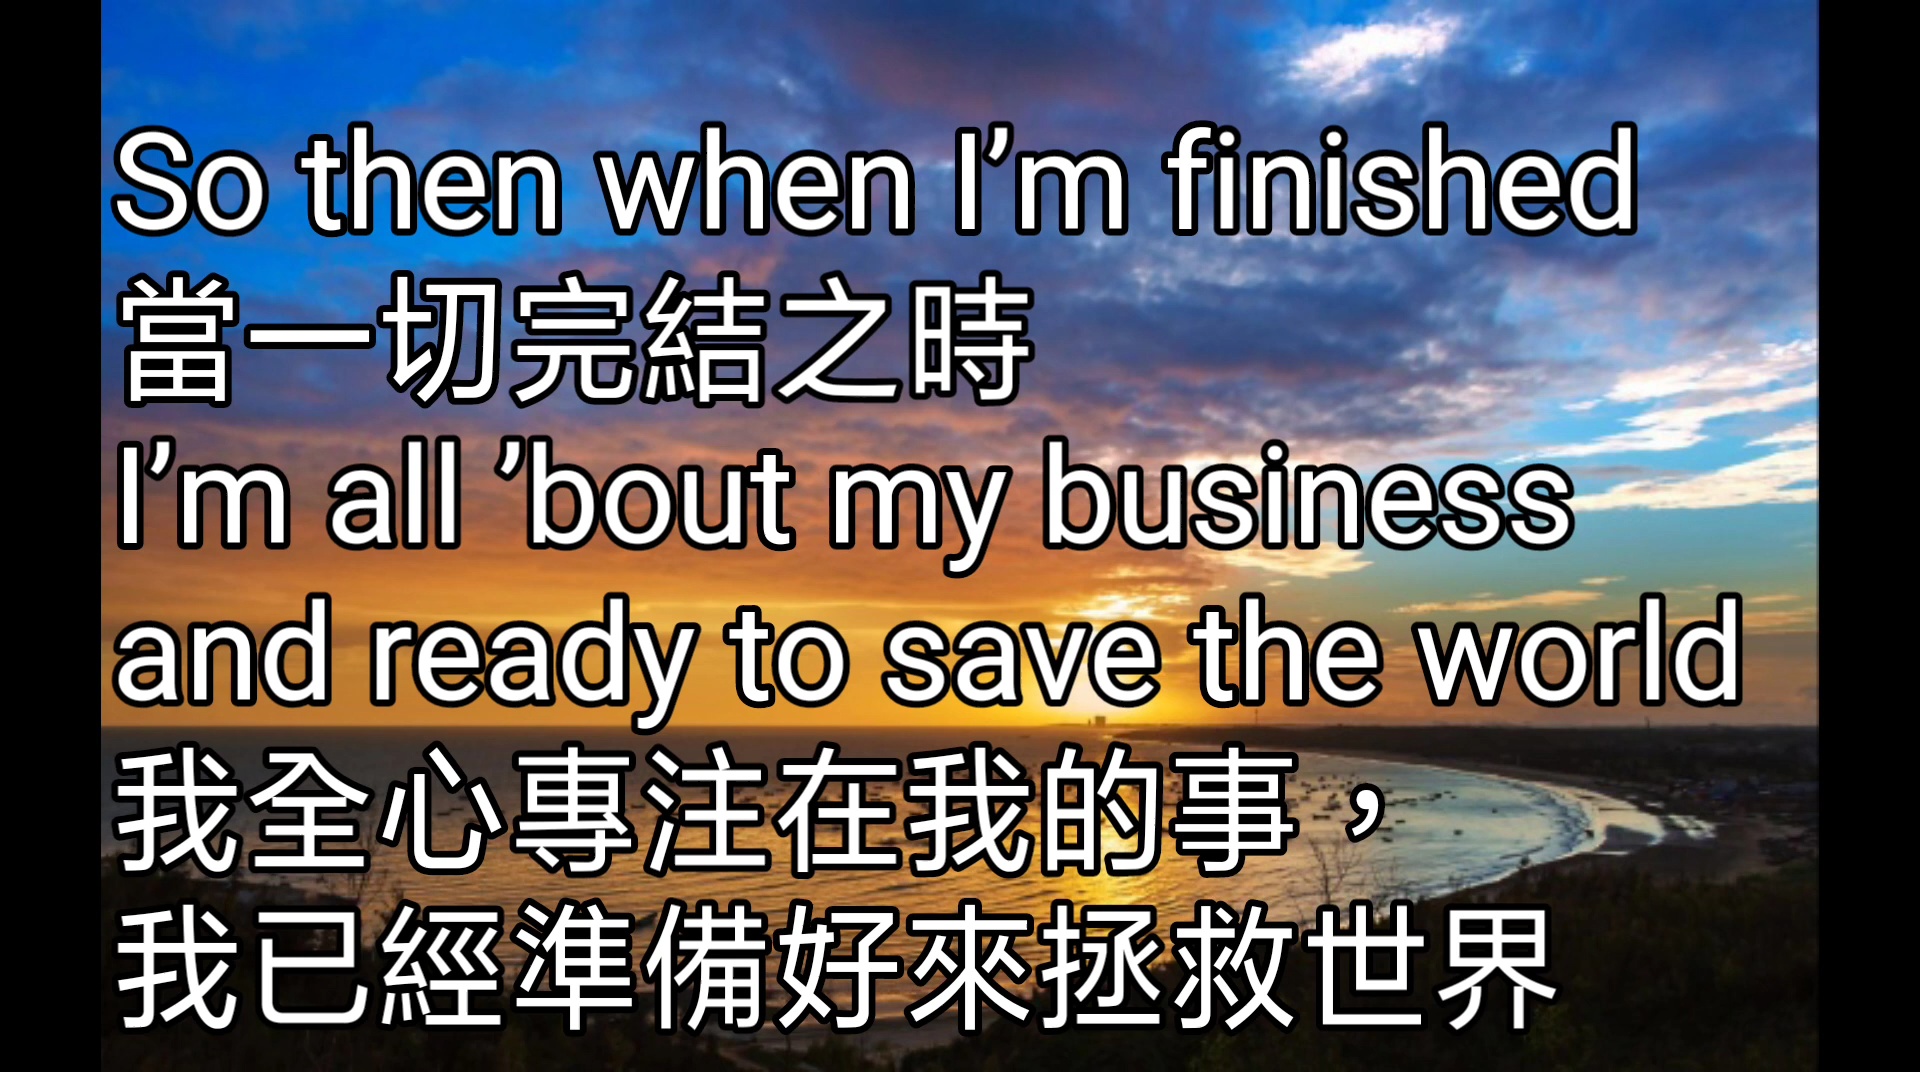 So then when I’m finished
當一切完結之時
I’m all ’bout my business
and ready to save the world
我全心專注在我的事，
我已經準備好來拯救世界